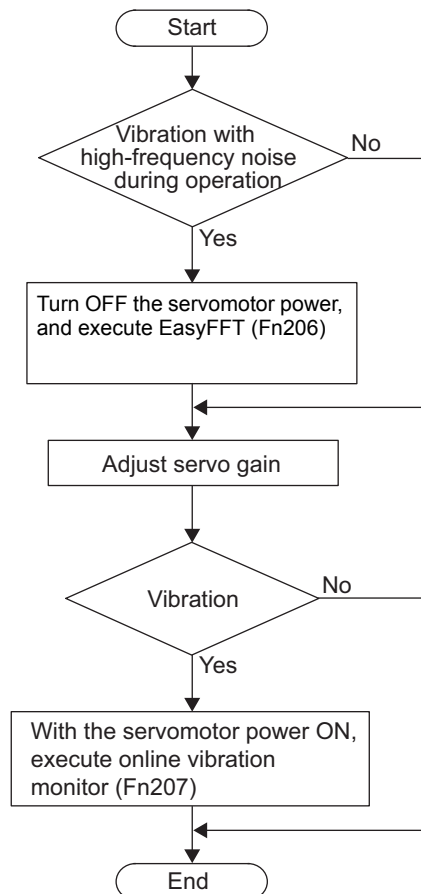 Start
Vibration with
high-frequency noise
during operation
No
Yes
Turn OFF the servomotor power,
and execute EasyFFT (Fn206)
Adjust servo gain
Vibration
No
Yes
With the servomotor power ON,
execute online vibration
monitor (Fn207)
End